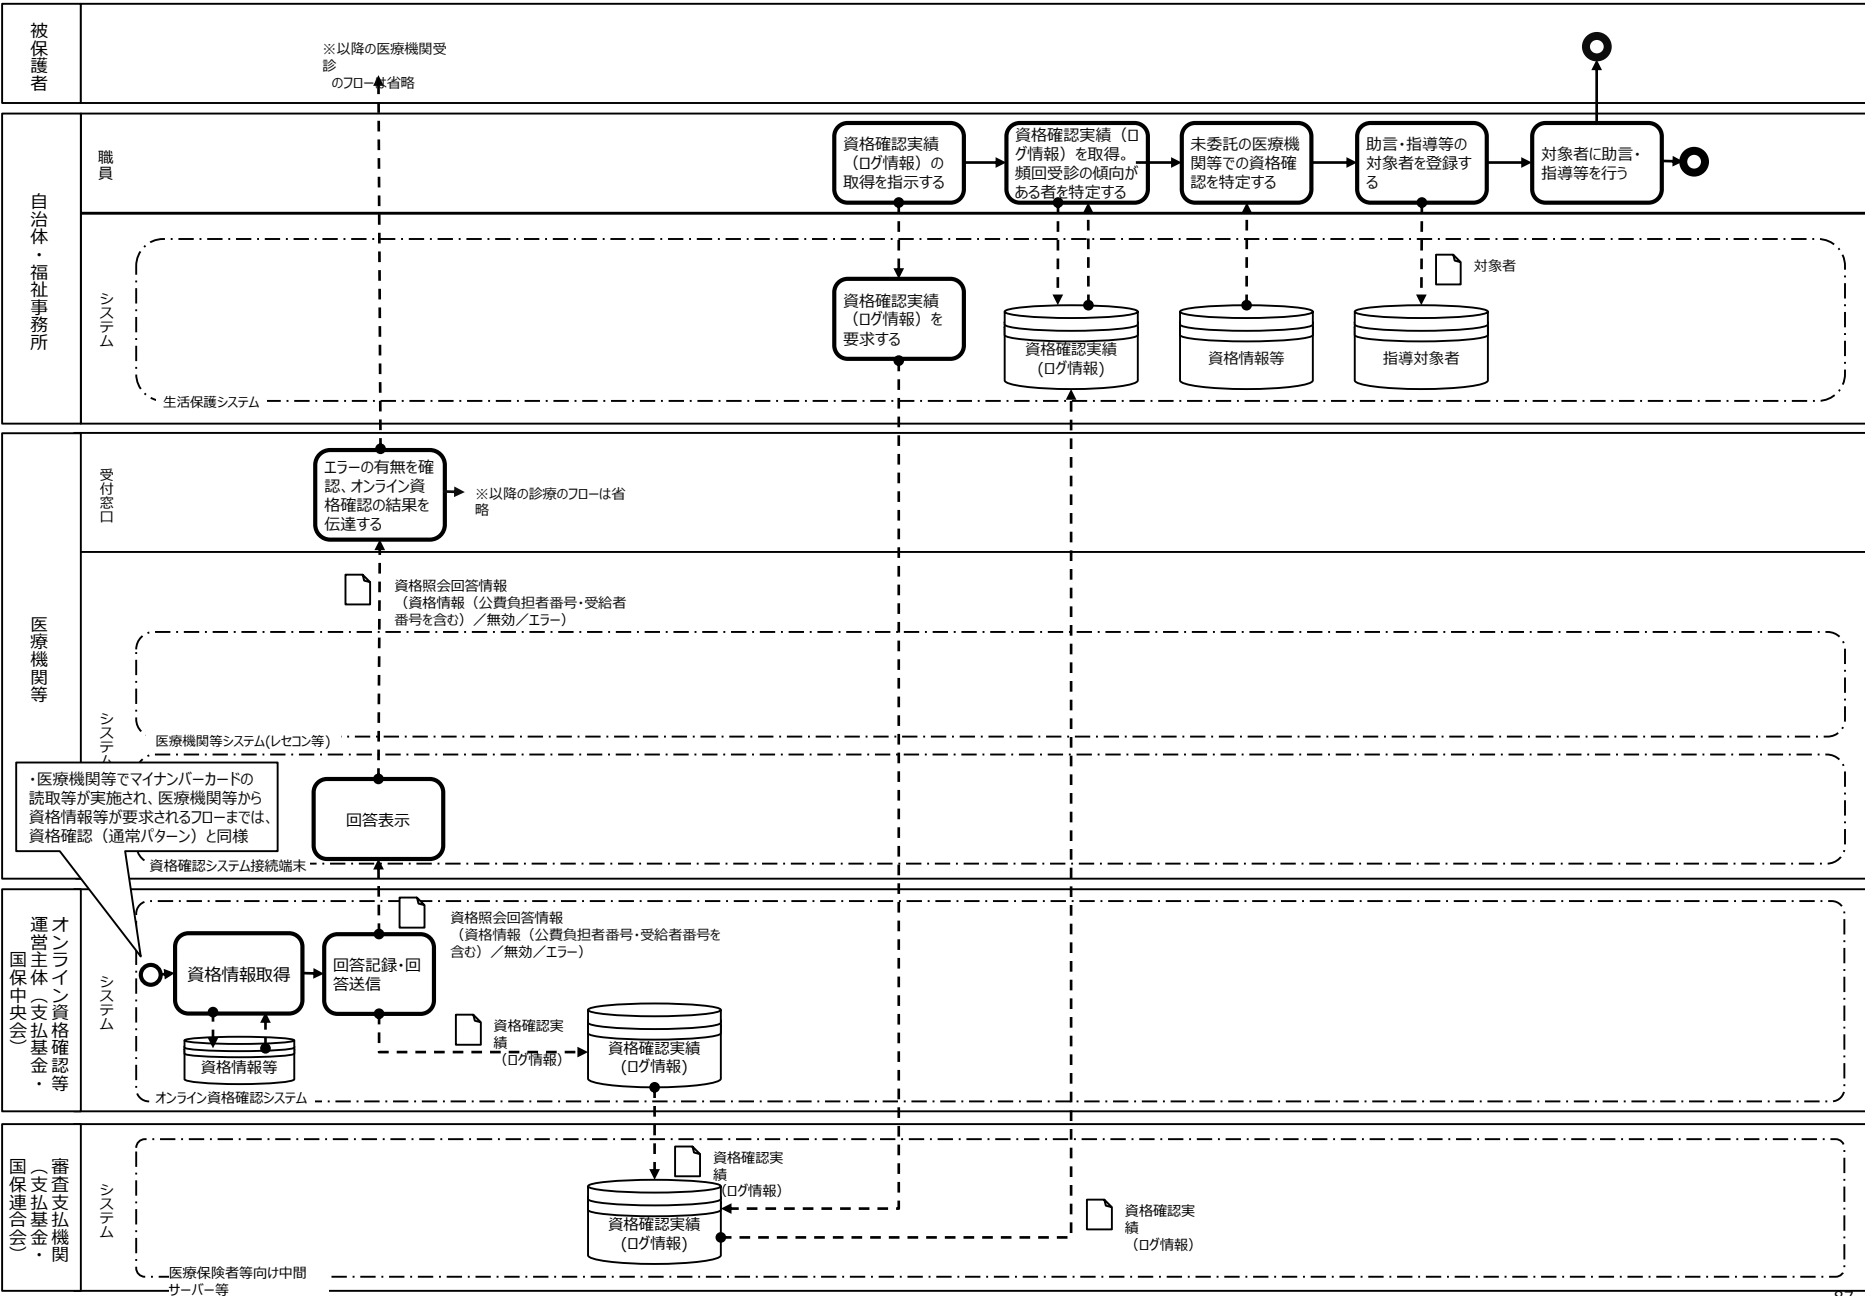 被保護者
※以降の医療機関受
診
のフローは省略
自治体・福祉事務所
職員
資格確認実績
（ログ情報）の
取得を指示する
資格確認実績（ロ
グ情報）を取得。
頻回受診の傾向が
ある者を特定する
未委託の医療機
関等での資格確
認を特定する
助言・指導等の
対象者を登録す
る
対象者に助言・
指導等を行う
システム
資格確認実績
（ログ情報）を
要求する
資格確認実績
(ログ情報)
資格情報等
対象者
指導対象者
生活保護システム
医療機関等
受付窓口
エラーの有無を確
認、オンライン資
格確認の結果を
伝達する
※以降の診療のフローは省
略
資格照会回答情報
（資格情報（公費負担者番号・受給者
番号を含む）／無効／エラー）
システム
医療機関等システム(レセコン等)
・医療機関等でマイナンバーカードの
読取等が実施され、医療機関等から
資格情報等が要求されるフローまでは、
資格確認（通常パターン）と同様
回答表示
資格確認システム接続端末
オンライン資格確認等
運営主体（支払基金・
国保中央会）
システム
資格情報取得
回答記録・回
答送信
資格照会回答情報
（資格情報（公費負担者番号・受給者番号を
含む）／無効／エラー）
資格情報等
資格確認実
績
（ログ情報）
資格確認実績
(ログ情報)
オンライン資格確認システム
審査支払機関
（支払基金・
国保連合会）
システム
資格確認実
績
（ログ情報）
資格確認実績
(ログ情報)
資格確認実
績
（ログ情報）
医療保険者等向け中間
サーバー等